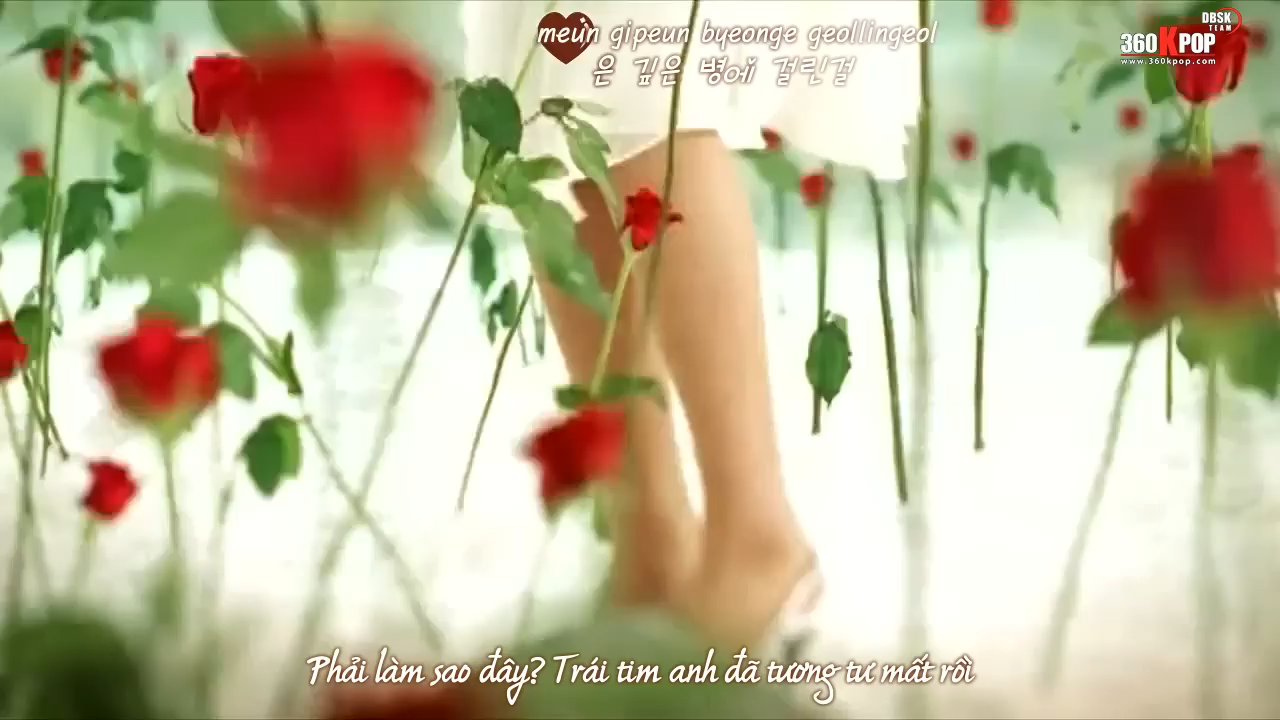 meun gipeun byeonge geollingeol
은 깊은 병에 걸린걸
DBSK
TEAM
360KPOP
www.360kpop.com
Phải làm sao đây? Trái tim anh đã tương tư mất rồi